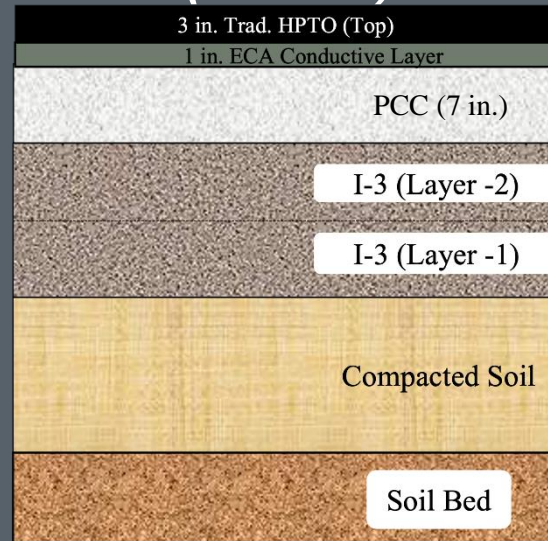 3 in. Trad. HPTO (Top)
1 in. ECA Conductive Layer
PCC (7 in.)
I-3 (Layer -2)
I-3 (Layer -1)
Compacted Soil
Soil Bed